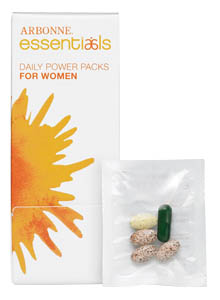 ARBONNE.
essentials
DAILY POWER PACKS
FOR WOMEN